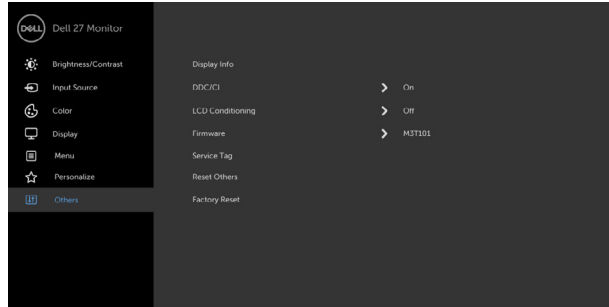 DELL Dell 27 Monitor
Brightness/Contrast Display Info
Input Source DDC/CI On
Color LCD Conditioning Off
Display Firmware M3T101
Menu Service Tag
Personalize Reset Others
Others Factory Reset